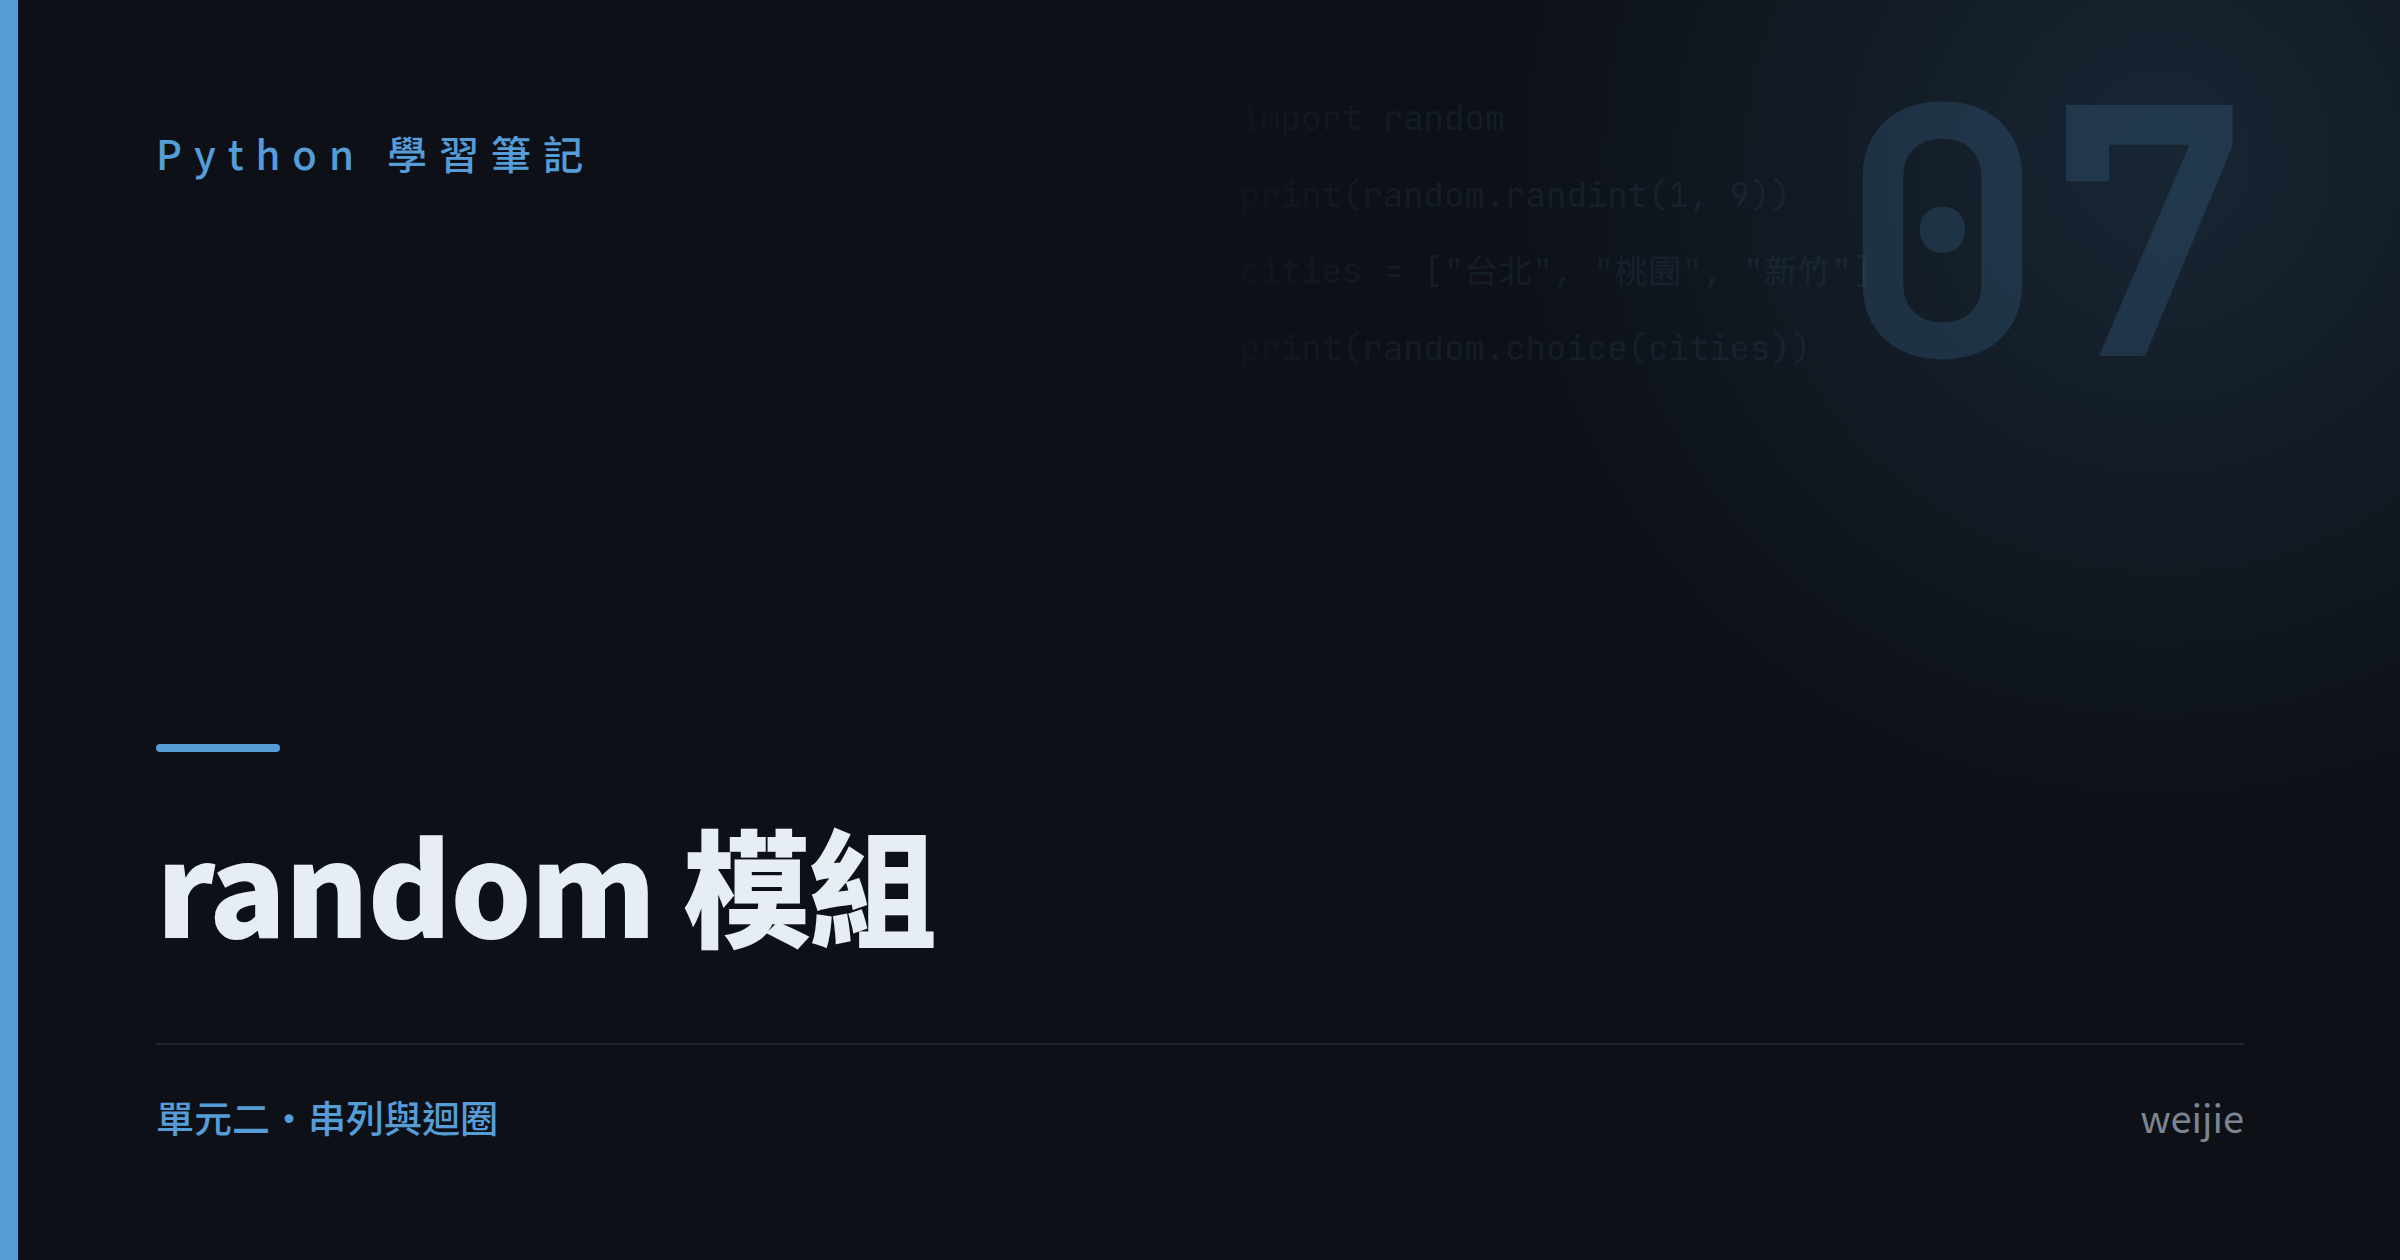 Python 學習筆記
07
import random
print(random.randint(1, 9))
cities = ["台北", "桃園", "新竹"]
print(random.choice(cities))
random 模組
單元二・串列與迴圈
weijie